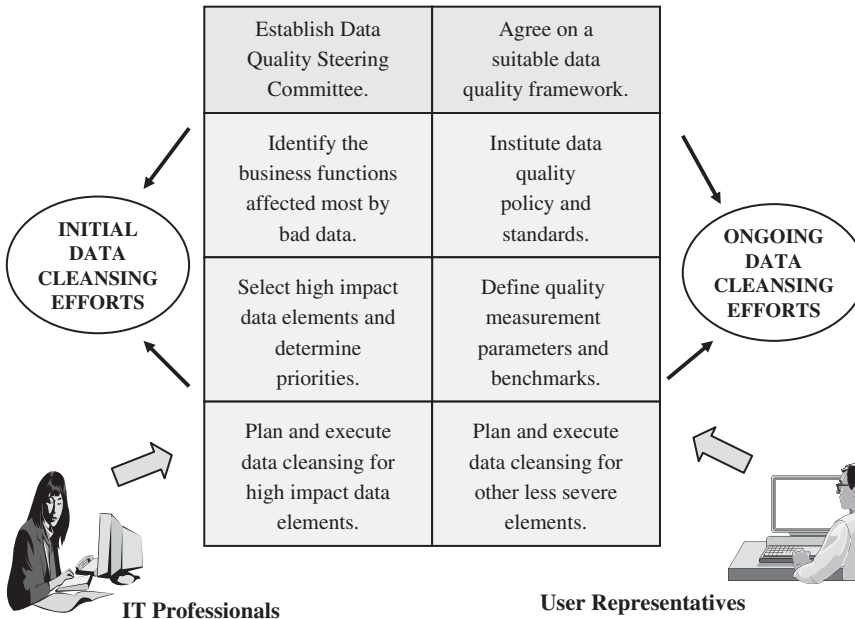 Establish Data
Quality Steering
Committee.
Agree on a
suitable data
quality framework.
Identify the
business functions
affected most by
bad data.
Institute data
quality
policy and
standards.
INITIAL
DATA
CLEANSING
EFFORTS
ONGOING
DATA
CLEANSING
EFFORTS
Select high impact
data elements and
determine
priorities.
Define quality
measurement
parameters and
benchmarks.
Plan and execute
data cleansing for
high impact data
elements.
Plan and execute
data cleansing for
other less severe
elements.
IT Professionals
User Representatives